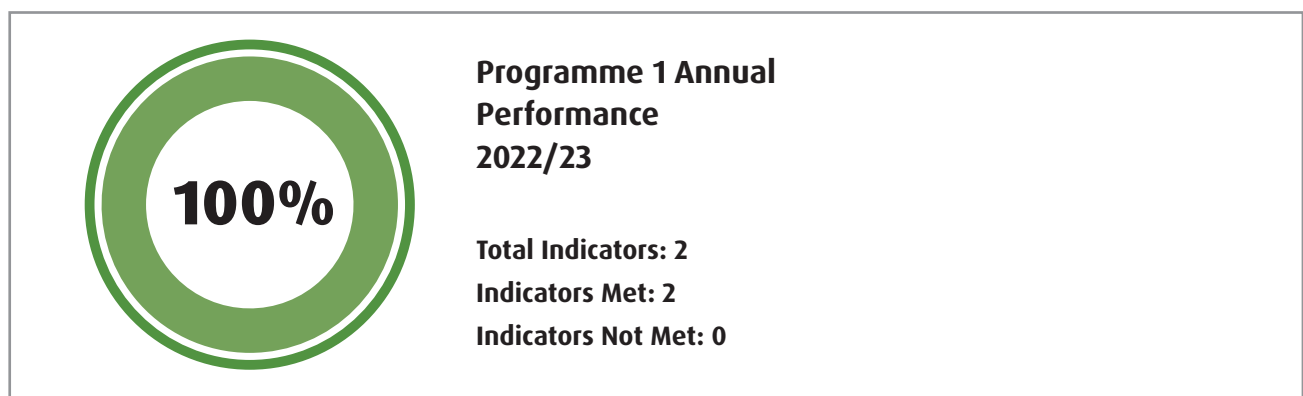 100%
Programme 1 Annual
Performance
2022/23
Total Indicators: 2
Indicators Met: 2
Indicators Not Met: 0